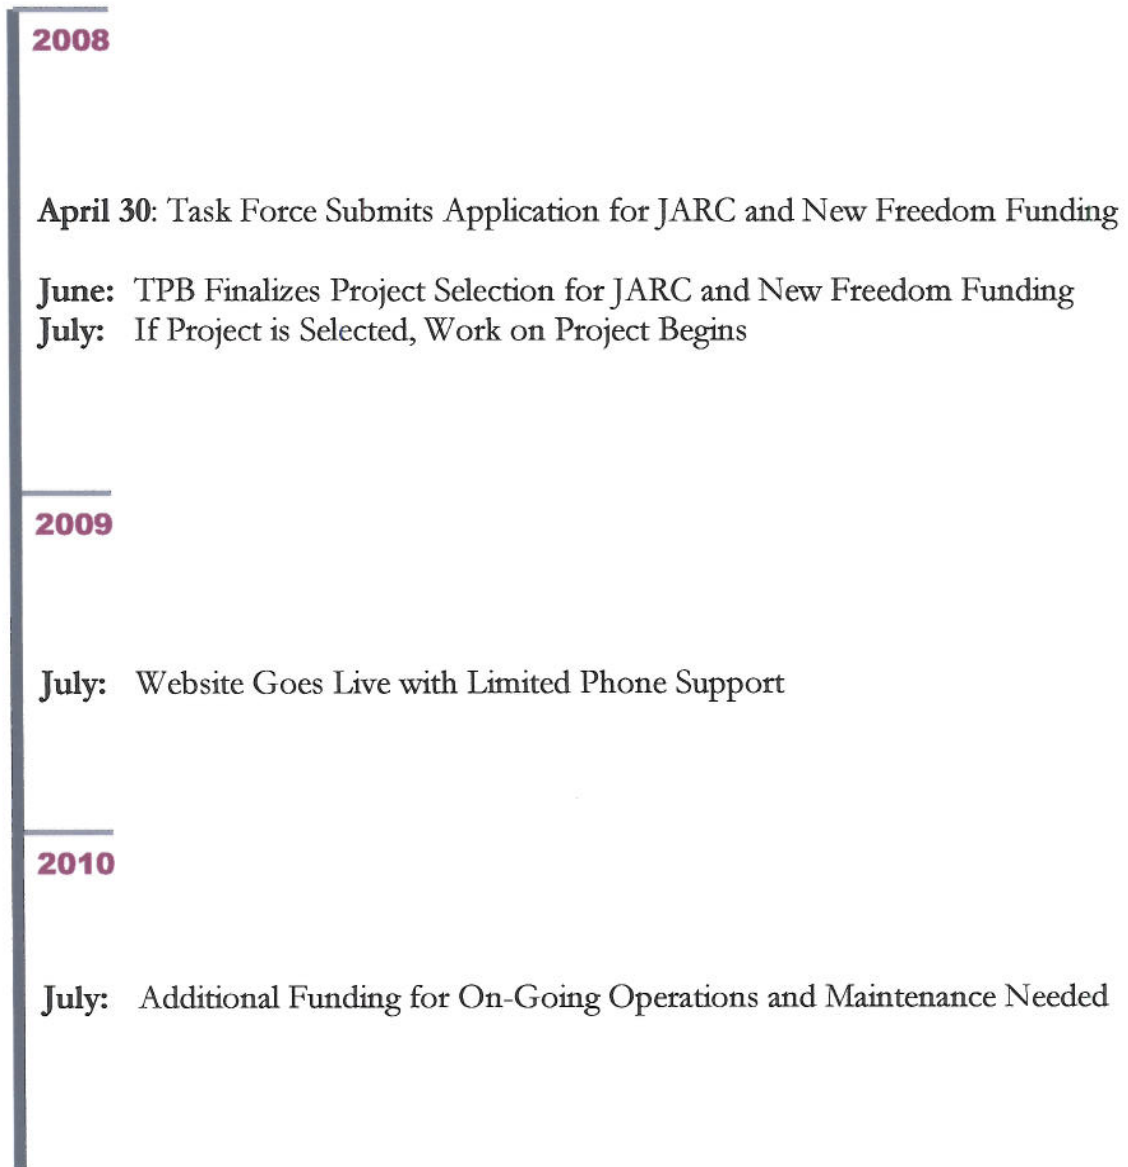 2008
April 30: Task Force Submits Application for JARC and New Freedom Funding
June: TPB Finalizes Project Selection for JARC and New Freedom Funding
July: If Project is Selected, Work on Project Begins
2009
July: Website Goes Live with Limited Phone Support
2010
July: Additional Funding for On-Going Operations and Maintenance Needed